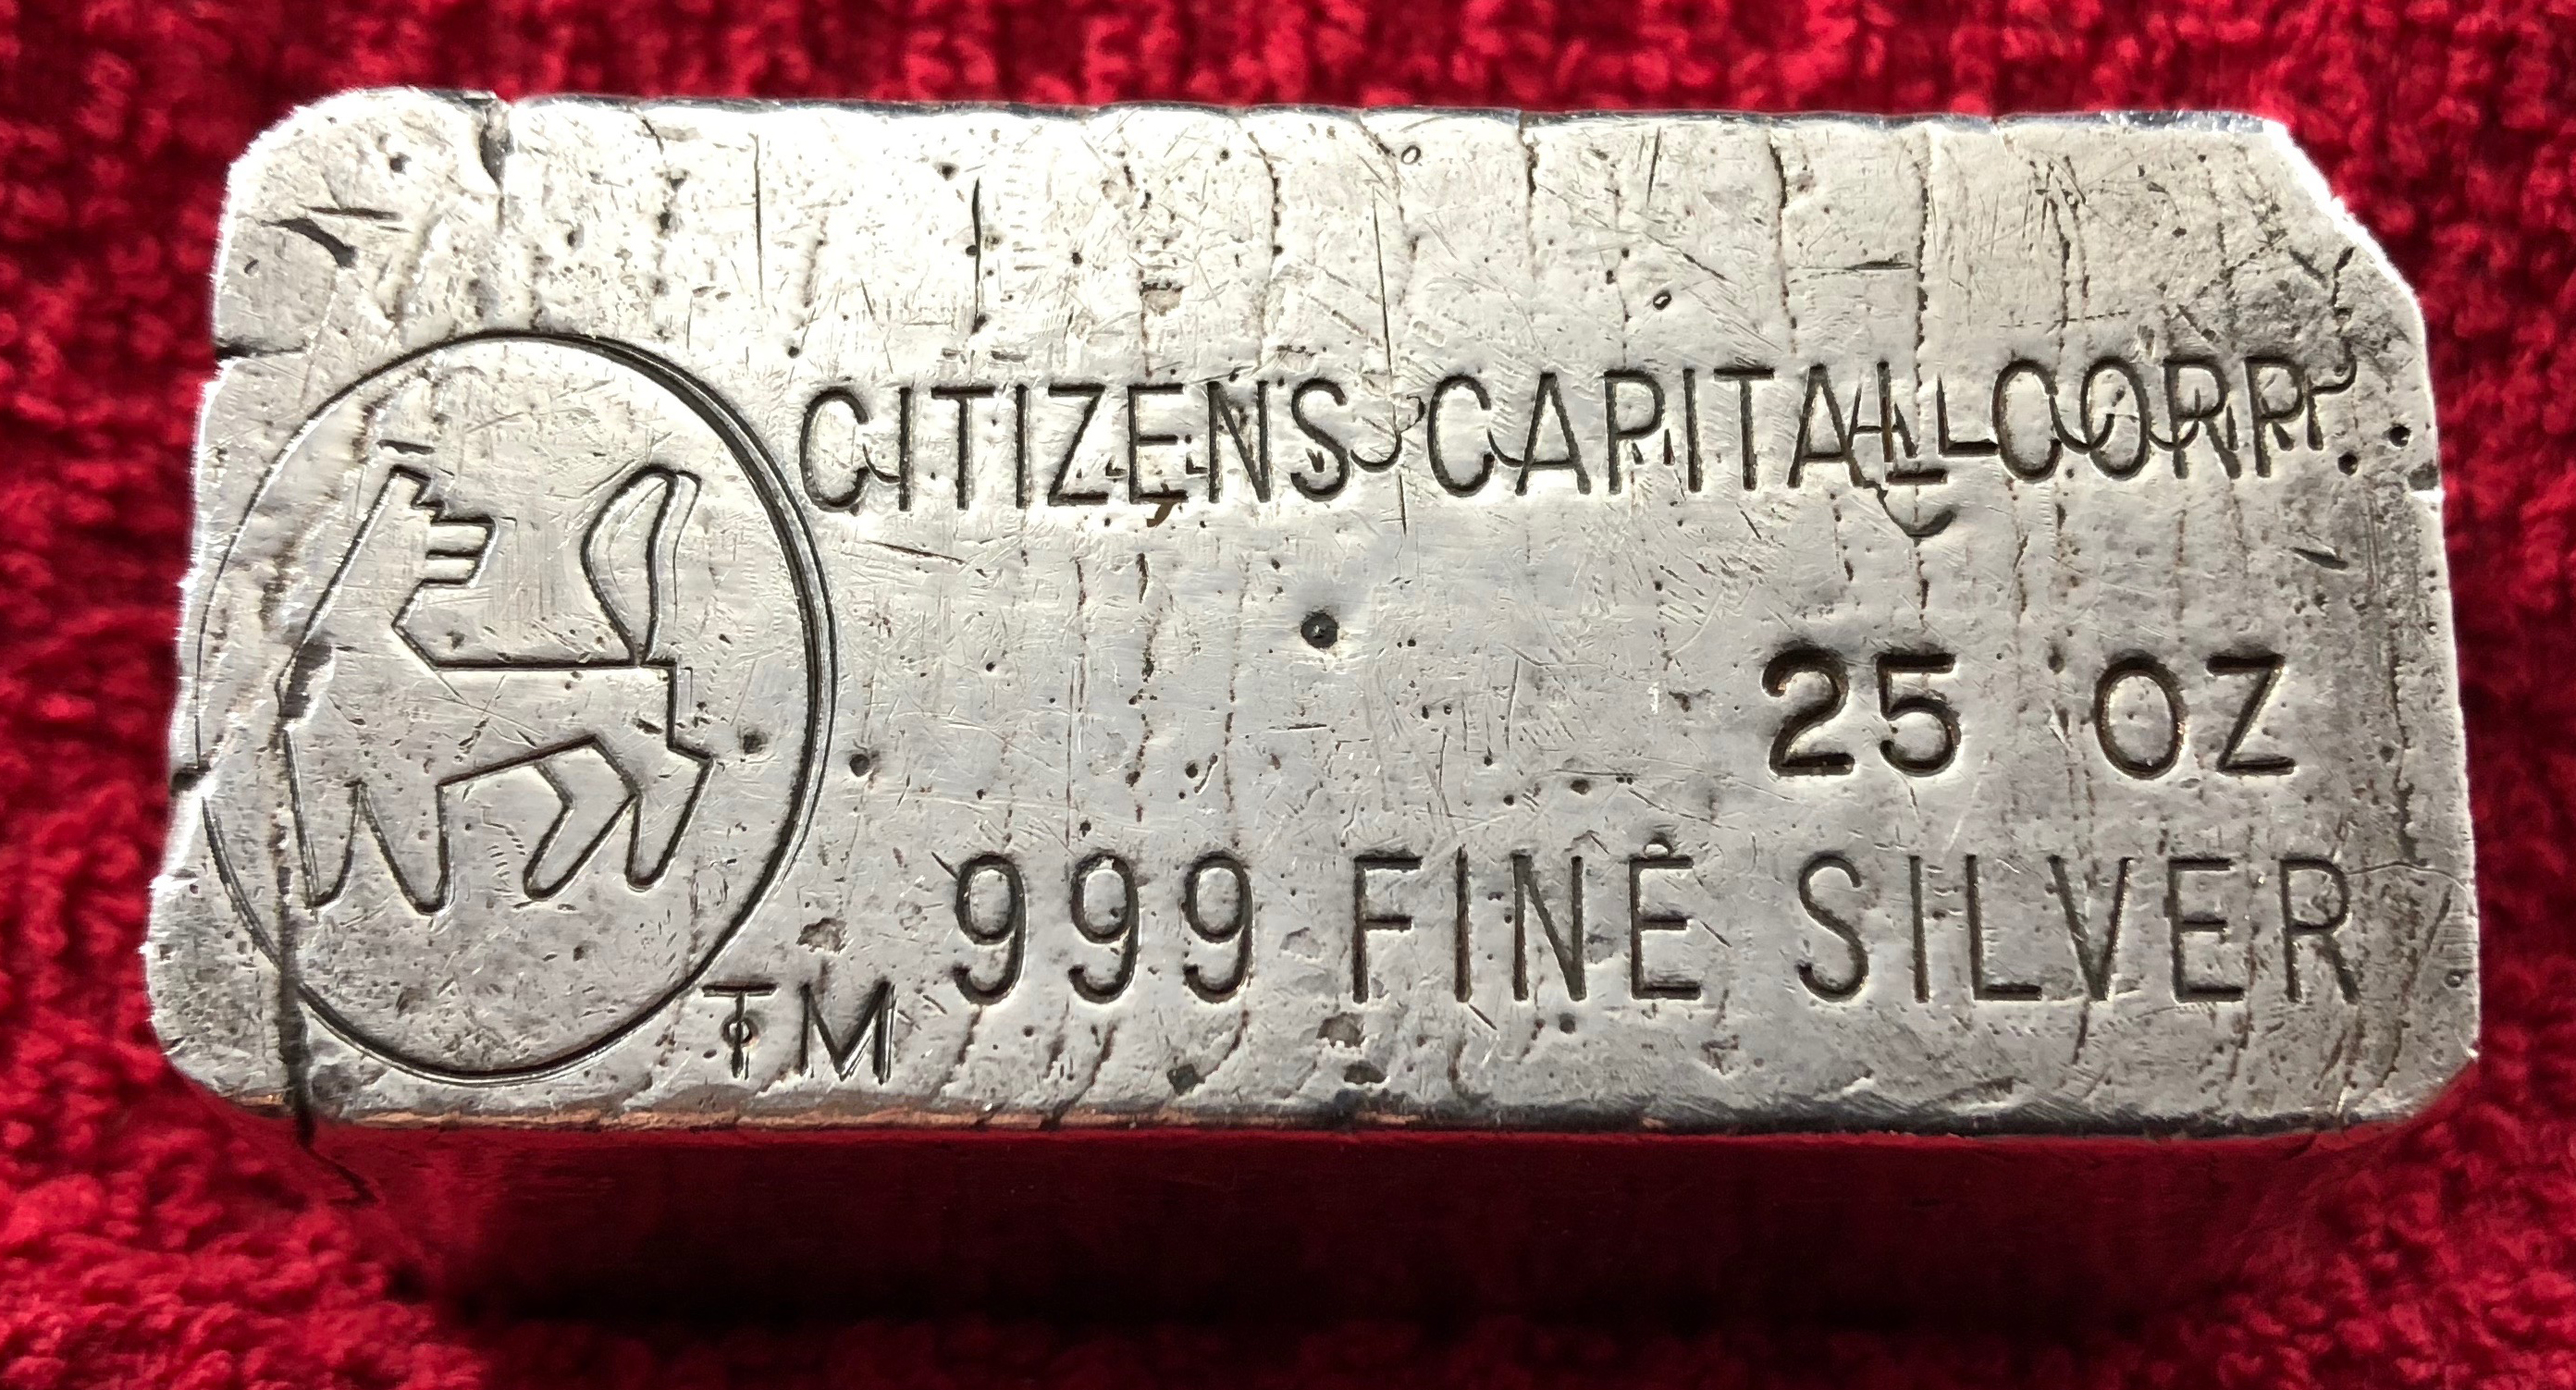 CITIZENS CAPITAL CORP.
25 OZ
999 FINE SILVER
TM